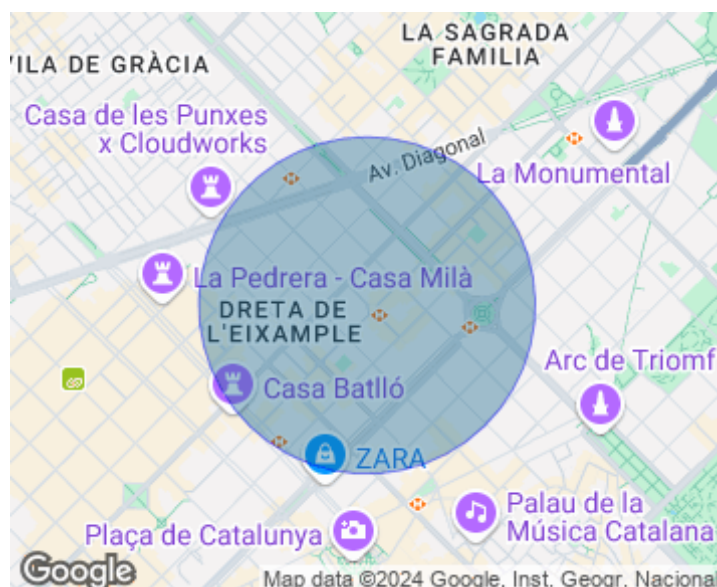 LA SAGRADA
FAMILIA
VILA DE GRÀCIA
Casa de les Punxes
x Cloudworks
Av. Diagonal
La Monumental
La Pedrera - Casa Milà
DRETA DE
L'EIXAMPLE
Arc de Triomf
Casa Batlló
ZARA
Palau de la
Música Catalana
Plaça de Catalunya
Google
Map data ©2024 Google, Inst. Geogr. Nacional